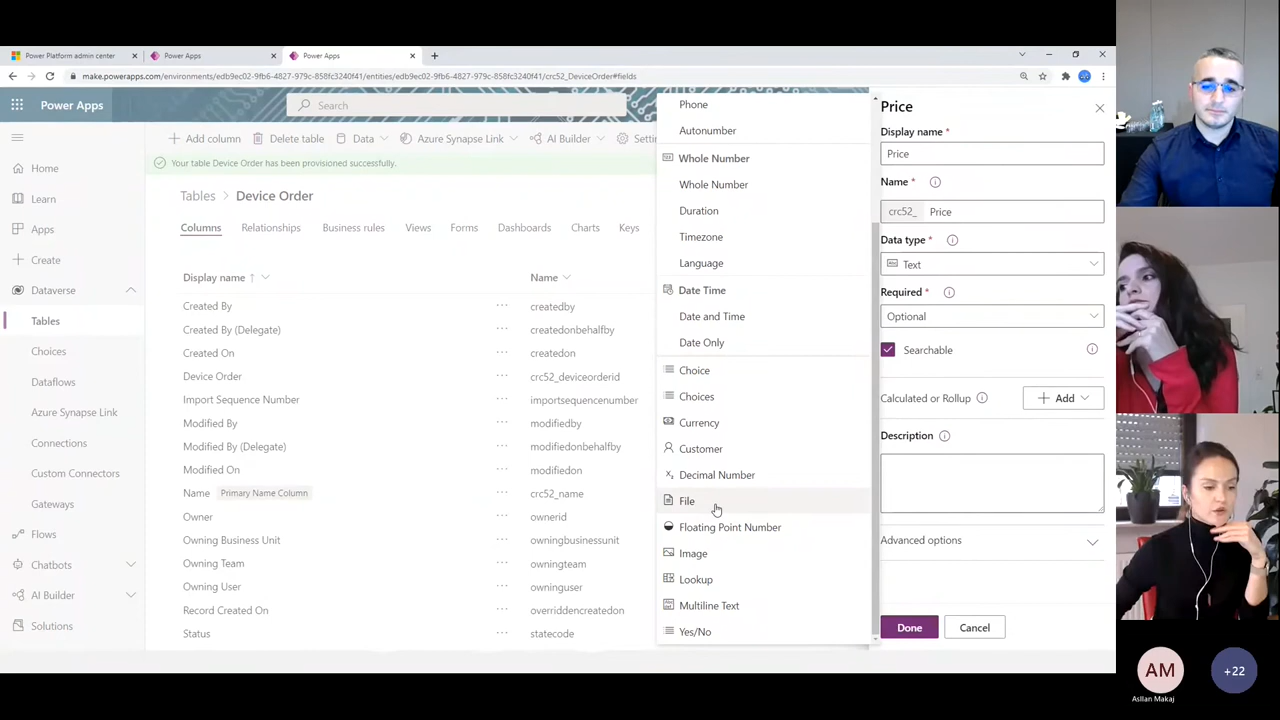 Power Platform admin center
Power Apps
Power Apps
make.powerapps.com/environments/edb9ec02-9fb6-4827-979c-858fc3240f41/entities/edb9ec02-9fb6-4827-979c-858fc3240f41/crc52_DeviceOrder#fields
Power Apps
Search
Add column
Delete table
Data
Azure Synapse Link
AI Builder
Setti
Your table Device Order has been provisioned successfully.
Home
Learn
Apps
Create
Dataverse
Tables
Choices
Dataflows
Azure Synapse Link
Connections
Custom Connectors
Gateways
Flows
Chatbots
AI Builder
Solutions
Tables > Device Order
Columns Relationships Business rules Views Forms Dashboards Charts Keys
Display name Name
Created By createdby
Created By (Delegate) createdonbehalfby
Created On createdon
Device Order crc52_deviceorderid
Import Sequence Number importsequencenumber
Modified By modifiedby
Modified By (Delegate) modifiedonbehalfby
Modified On modifiedon
Name Primary Name Column crc52_name
Owner ownerid
Owning Business Unit owningbusinessunit
Owning Team owningteam
Owning User owninguser
Record Created On overriddencreatedon
Status statecode
Phone
Autonumber
Whole Number
Whole Number
Duration
Timezone
Language
Date Time
Date and Time
Date Only
Choice
Choices
Currency
Customer
Decimal Number
File
Floating Point Number
Image
Lookup
Multiline Text
Yes/No
Price
Display name *
Price
Name *
crc52_ Price
Data type *
Text
Required *
Optional
Searchable
Calculated or Rollup
Add
Description
Advanced options
Done Cancel
AM
Asllan Makaj
+22